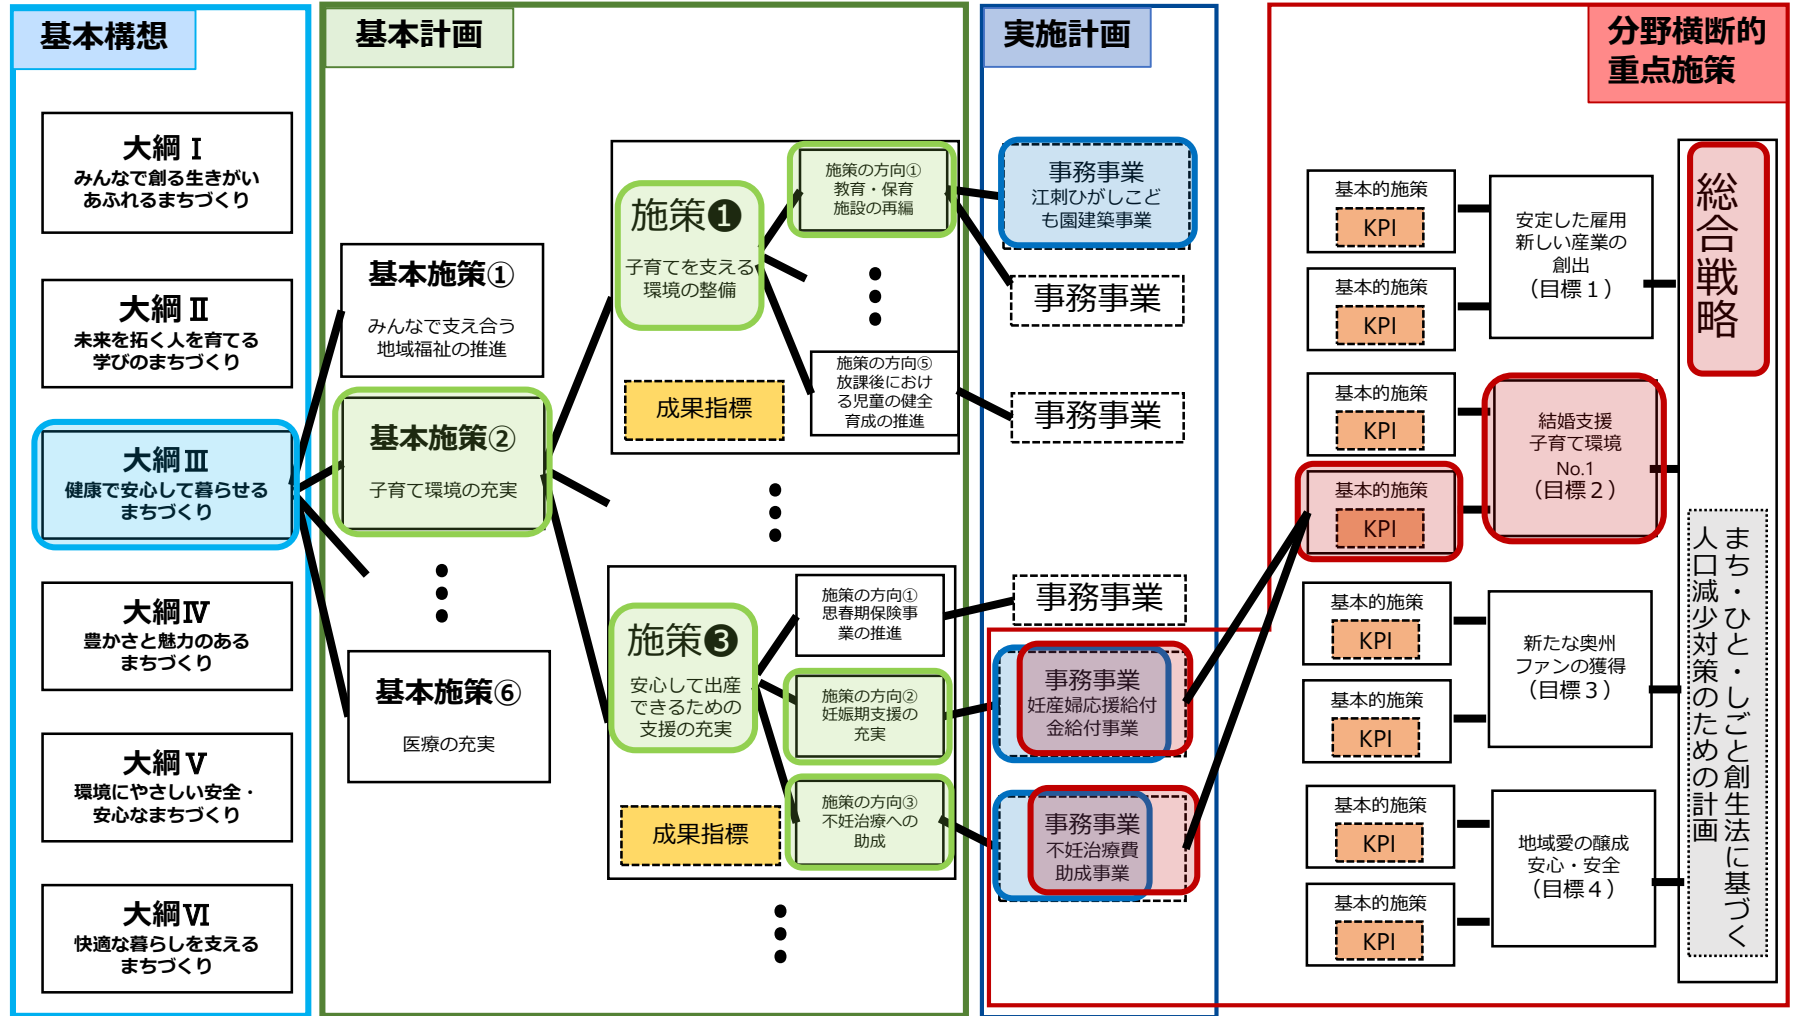 基本構想
大綱Ⅰ
みんなで創る生きがい
あふれるまちづくり
大綱Ⅱ
未来を拓く人を育てる
学びのまちづくり
大綱Ⅲ
健康で安心して暮らせる
まちづくり
大綱Ⅳ
豊かさと魅力のある
まちづくり
大綱Ⅴ
環境にやさしい安全・
安心なまちづくり
大綱Ⅵ
快適な暮らしを支える
まちづくり
基本計画
基本施策①
みんなで支え合う
地域福祉の推進
基本施策②
子育て環境の充実
基本施策⑥
医療の充実
施策❶
子育てを支える
環境の整備
成果指標
施策の方向①
教育・保育
施設の再編
施策の方向⑤
放課後におけ
る児童の健全
育成の推進
施策❸
安心して出産
できるための
支援の充実
成果指標
施策の方向①
思春期保険事
業の推進
施策の方向②
妊娠期支援の
充実
施策の方向③
不妊治療への
助成
実施計画
事務事業
江刺ひがしこど
も園建築事業
事務事業
事務事業
事務事業
事務事業
妊産婦応援給付
金給付事業
事務事業
不妊治療費
助成事業
分野横断的
重点施策
基本的施策
KPI
基本的施策
KPI
基本的施策
KPI
基本的施策
KPI
基本的施策
KPI
基本的施策
KPI
基本的施策
KPI
基本的施策
KPI
安定した雇用
新しい産業の
創出
（目標１）
結婚支援
子育て環境
No.1
（目標２）
新たな奥州
ファンの獲得
（目標３）
地域愛の醸成
安心・安全
（目標４）
総合戦略
まち・ひと・しごと創生法に基づく
人口減少対策のための計画